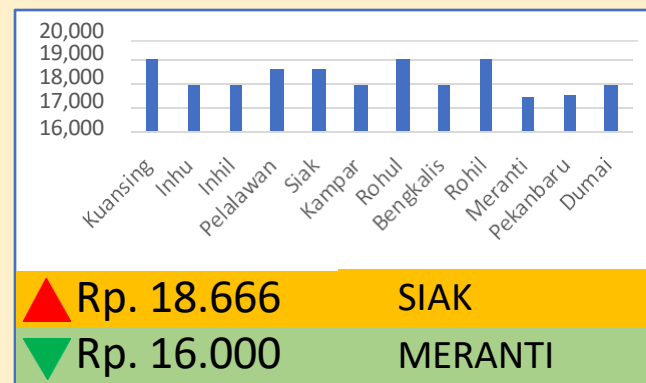 20,000
19,000
18,000
17,000
16,000
Kuansing
Inhu
Inhil
Pelalawan
Siak
Kampar
Rohul
Bengkalis
Rohil
Meranti
Pekanbaru
Dumai
Rp. 18.666 SIAK
Rp. 16.000 MERANTI